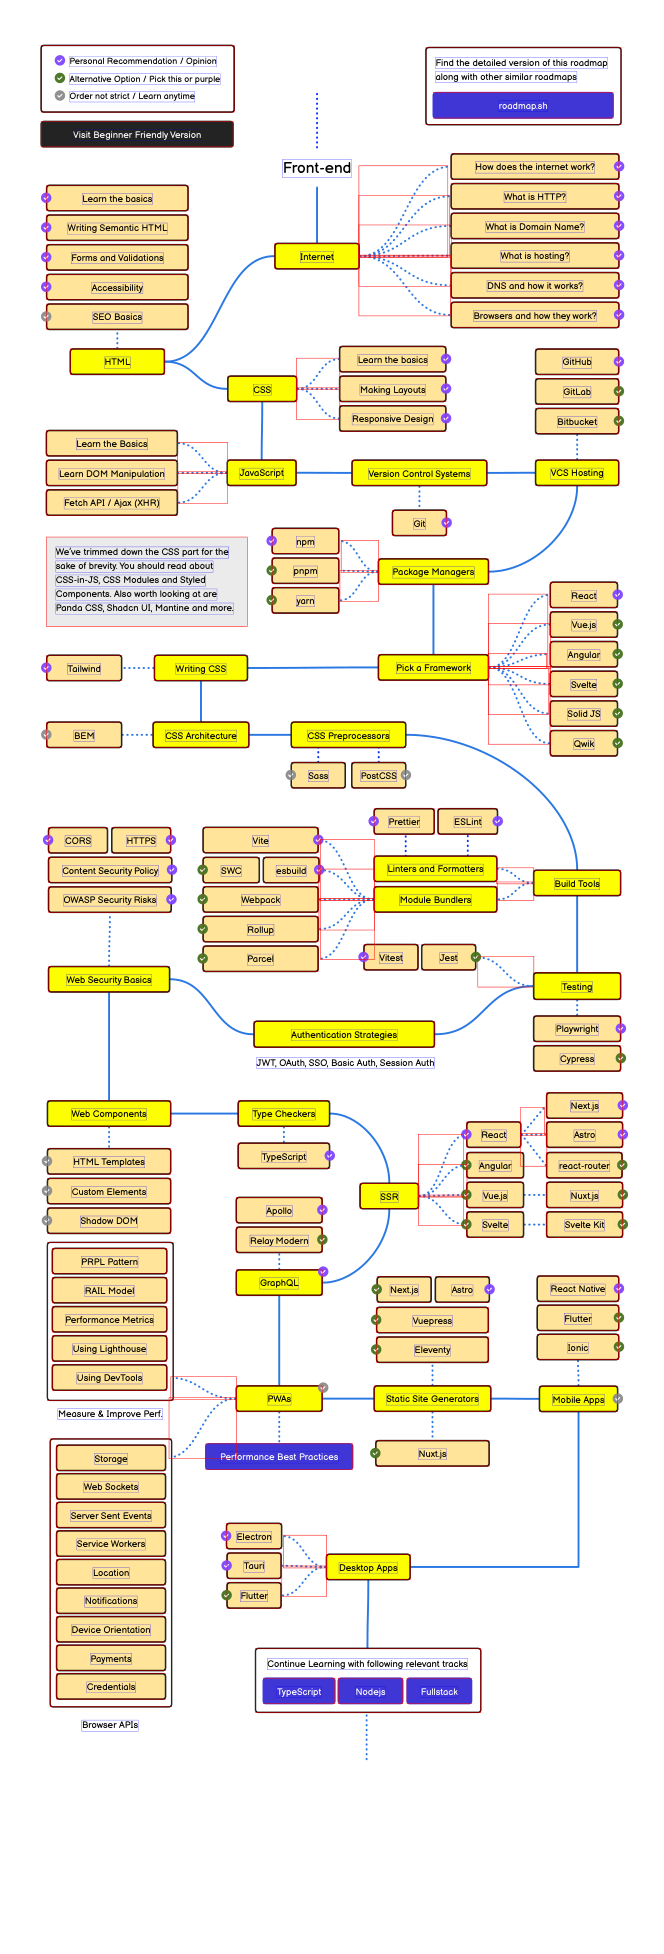 Personal Recommendation / Opinion
Alternative Option / Pick this or purple
Order not strict / Learn anytime
Visit Beginner Friendly Version
Find the detailed version of this roadmap
along with other similar roadmaps
roadmap.sh
Front-end
How does the internet work?
What is HTTP?
What is Domain Name?
What is hosting?
DNS and how it works?
Browsers and how they work?
Internet
Learn the basics
Writing Semantic HTML
Forms and Validations
Accessibility
SEO Basics
HTML
CSS
Learn the basics
Making Layouts
Responsive Design
GitHub
GitLab
Bitbucket
Learn the Basics
Learn DOM Manipulation
Fetch API / Ajax (XHR)
JavaScript
Version Control Systems
VCS Hosting
Git
We've trimmed down the CSS part for the
sake of brevity. You should read about
CSS-in-JS, CSS Modules and Styled
Components. Also worth looking at are
Panda CSS, Shadcn UI, Mantine and more.
npm
pnpm
yarn
Package Managers
React
Vue.js
Angular
Svelte
Solid JS
Qwik
Tailwind
Writing CSS
Pick a Framework
BEM
CSS Architecture
CSS Preprocessors
Sass
PostCSS
CORS
HTTPS
Content Security Policy
OWASP Security Risks
Vite
SWC
esbuild
Webpack
Rollup
Parcel
Prettier
ESLint
Linters and Formatters
Module Bundlers
Build Tools
Vitest
Jest
Web Security Basics
Testing
Playwright
Cypress
Authentication Strategies
JWT, OAuth, SSO, Basic Auth, Session Auth
Web Components
Type Checkers
HTML Templates
Custom Elements
Shadow DOM
TypeScript
SSR
React
Angular
Vue.js
Svelte
Next.js
Astro
react-router
Nuxt.js
Svelte Kit
Apollo
Relay Modern
GraphQL
PRPL Pattern
RAIL Model
Performance Metrics
Using Lighthouse
Using DevTools
Measure & Improve Perf.
Next.js
Astro
Vuepress
Eleventy
React Native
Flutter
Ionic
PWAs
Static Site Generators
Mobile Apps
Performance Best Practices
Nuxt.js
Storage
Web Sockets
Server Sent Events
Service Workers
Location
Notifications
Device Orientation
Payments
Credentials
Browser APIs
Electron
Tauri
Flutter
Desktop Apps
Continue Learning with following relevant tracks
TypeScript
Nodejs
Fullstack